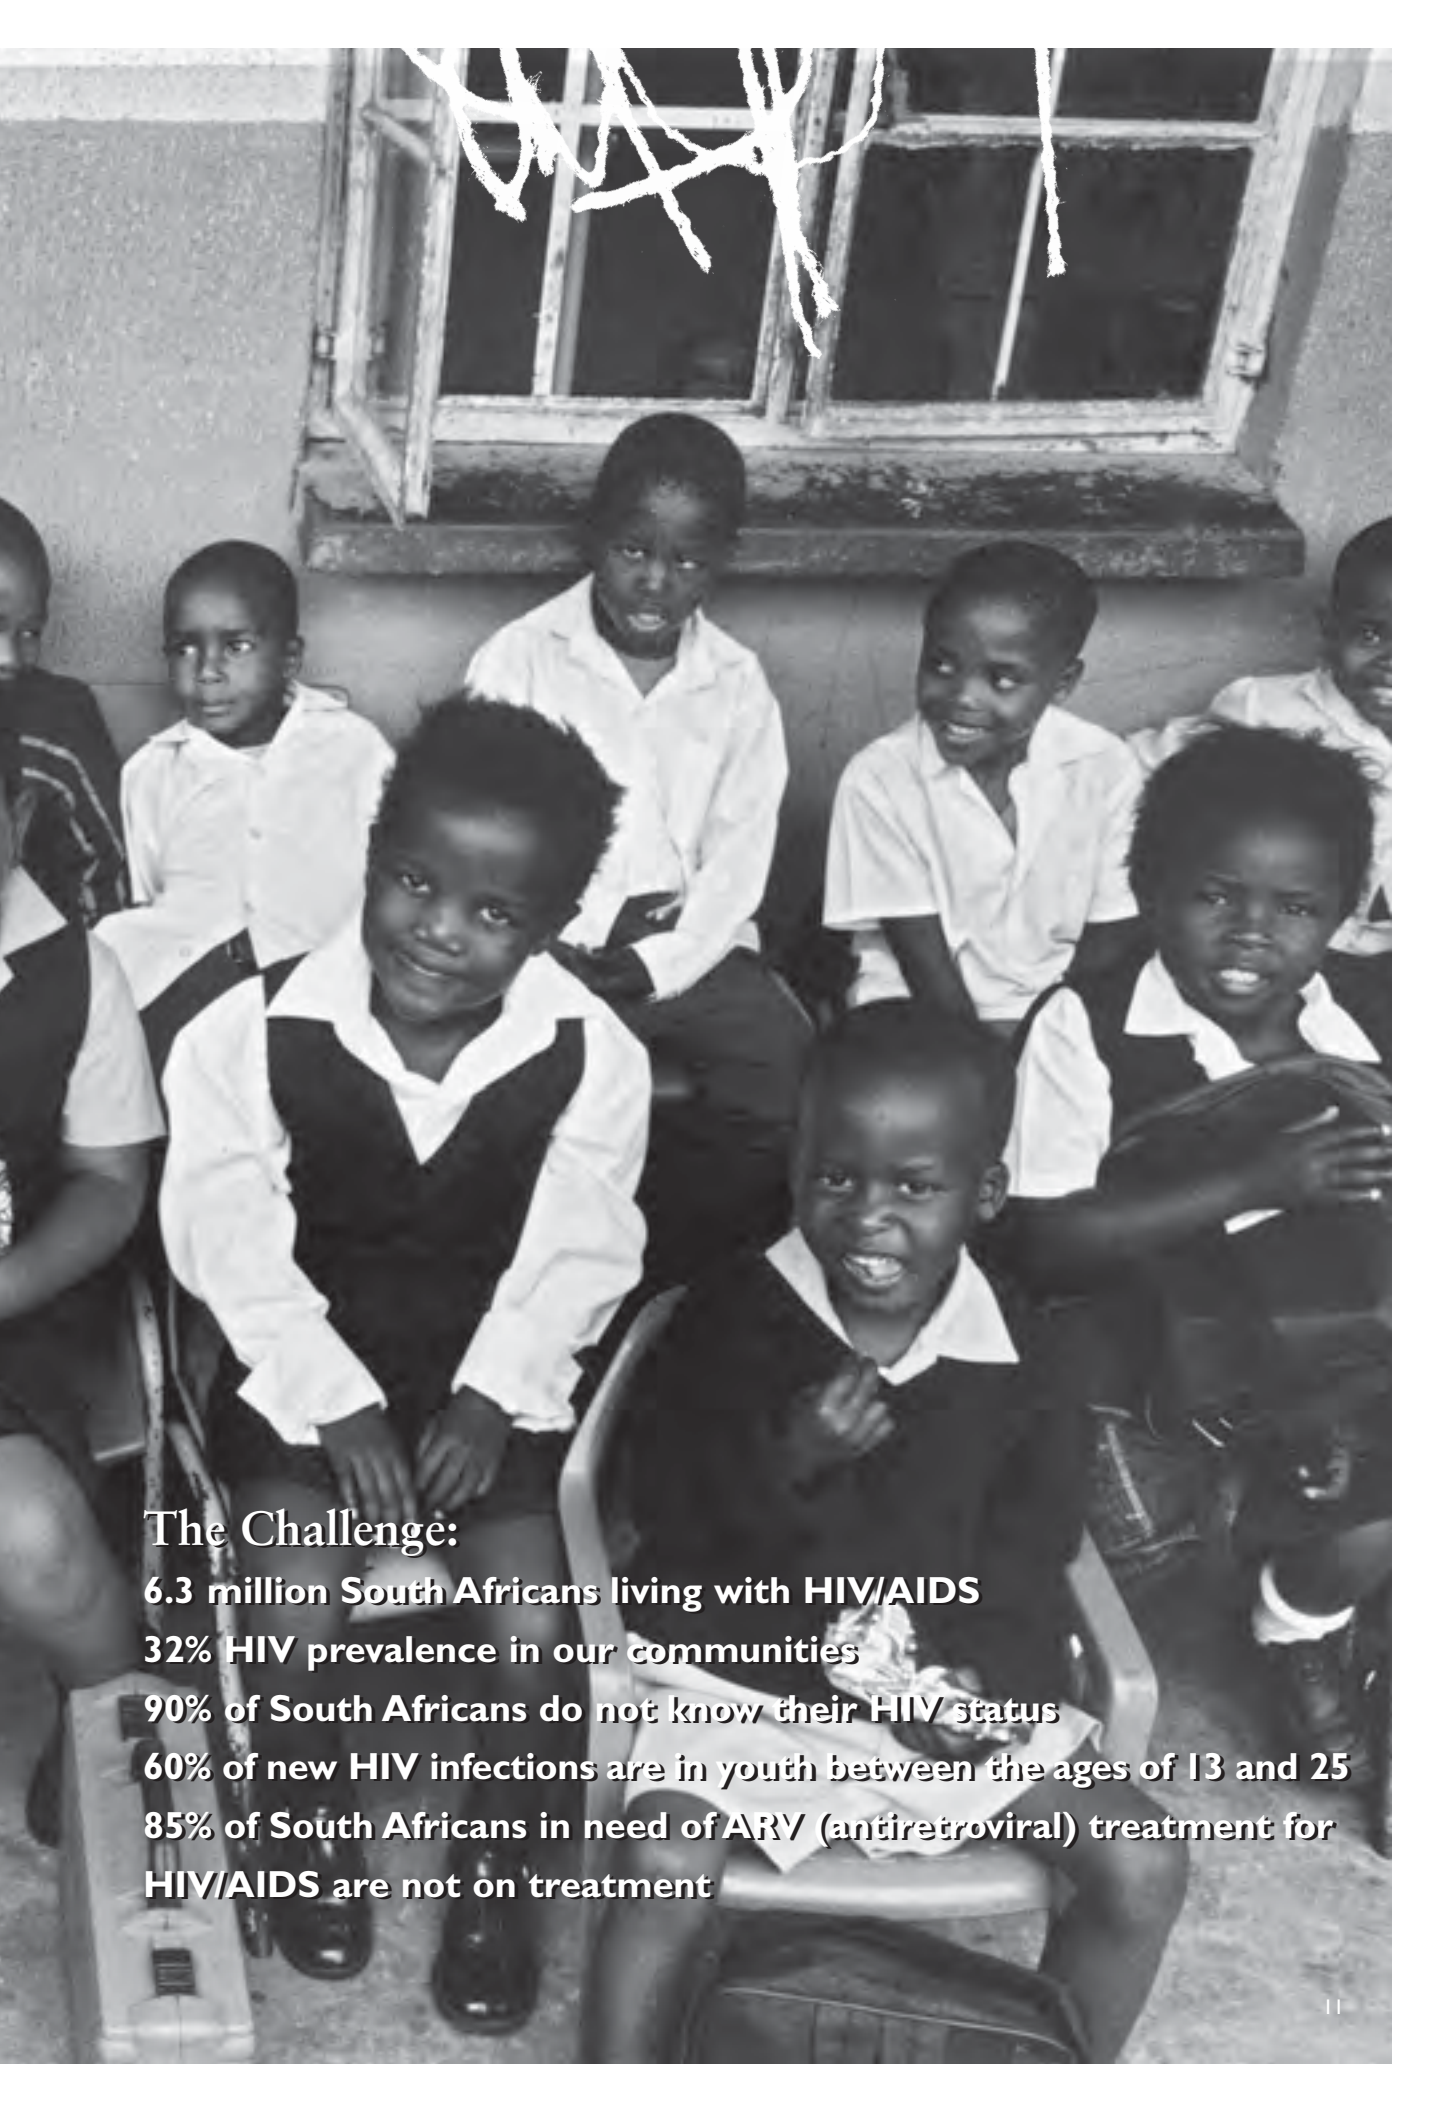 The Challenge:
6.3 million South Africans living with HIV/AIDS
32% HIV prevalence in our communities
90% of South Africans do not know their HIV status
60% of new HIV infections are in youth between the ages of 13 and 25
85% of South Africans in need of ARV (antiretroviral) treatment for
HIV/AIDS are not on treatment
11